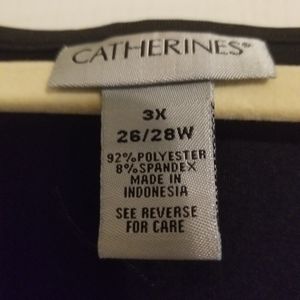 CATHERINES®
3X
26/28W
92%POLYESTER
8%SPANDEX
MADE IN
INDONESIA
SEE REVERSE
FOR CARE